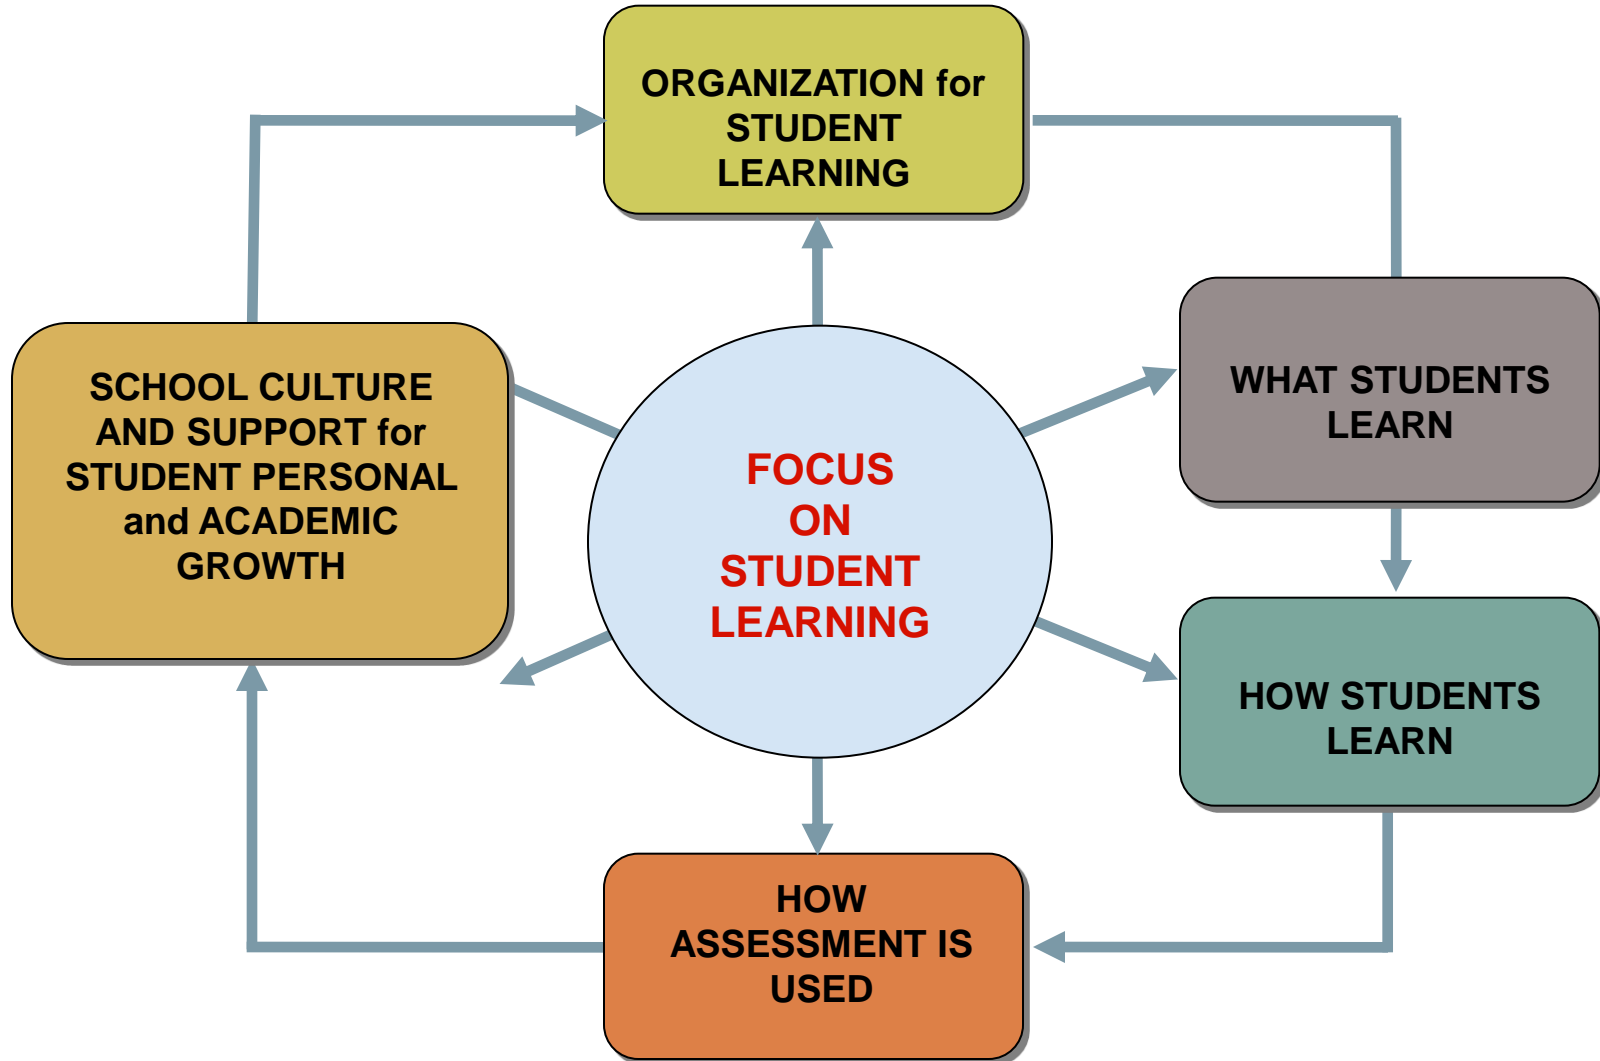 ORGANIZATION for
STUDENT
LEARNING
SCHOOL CULTURE
AND SUPPORT for
STUDENT PERSONAL
and ACADEMIC
GROWTH
FOCUS
ON
STUDENT
LEARNING
WHAT STUDENTS
LEARN
HOW STUDENTS
LEARN
HOW
ASSESSMENT IS
USED